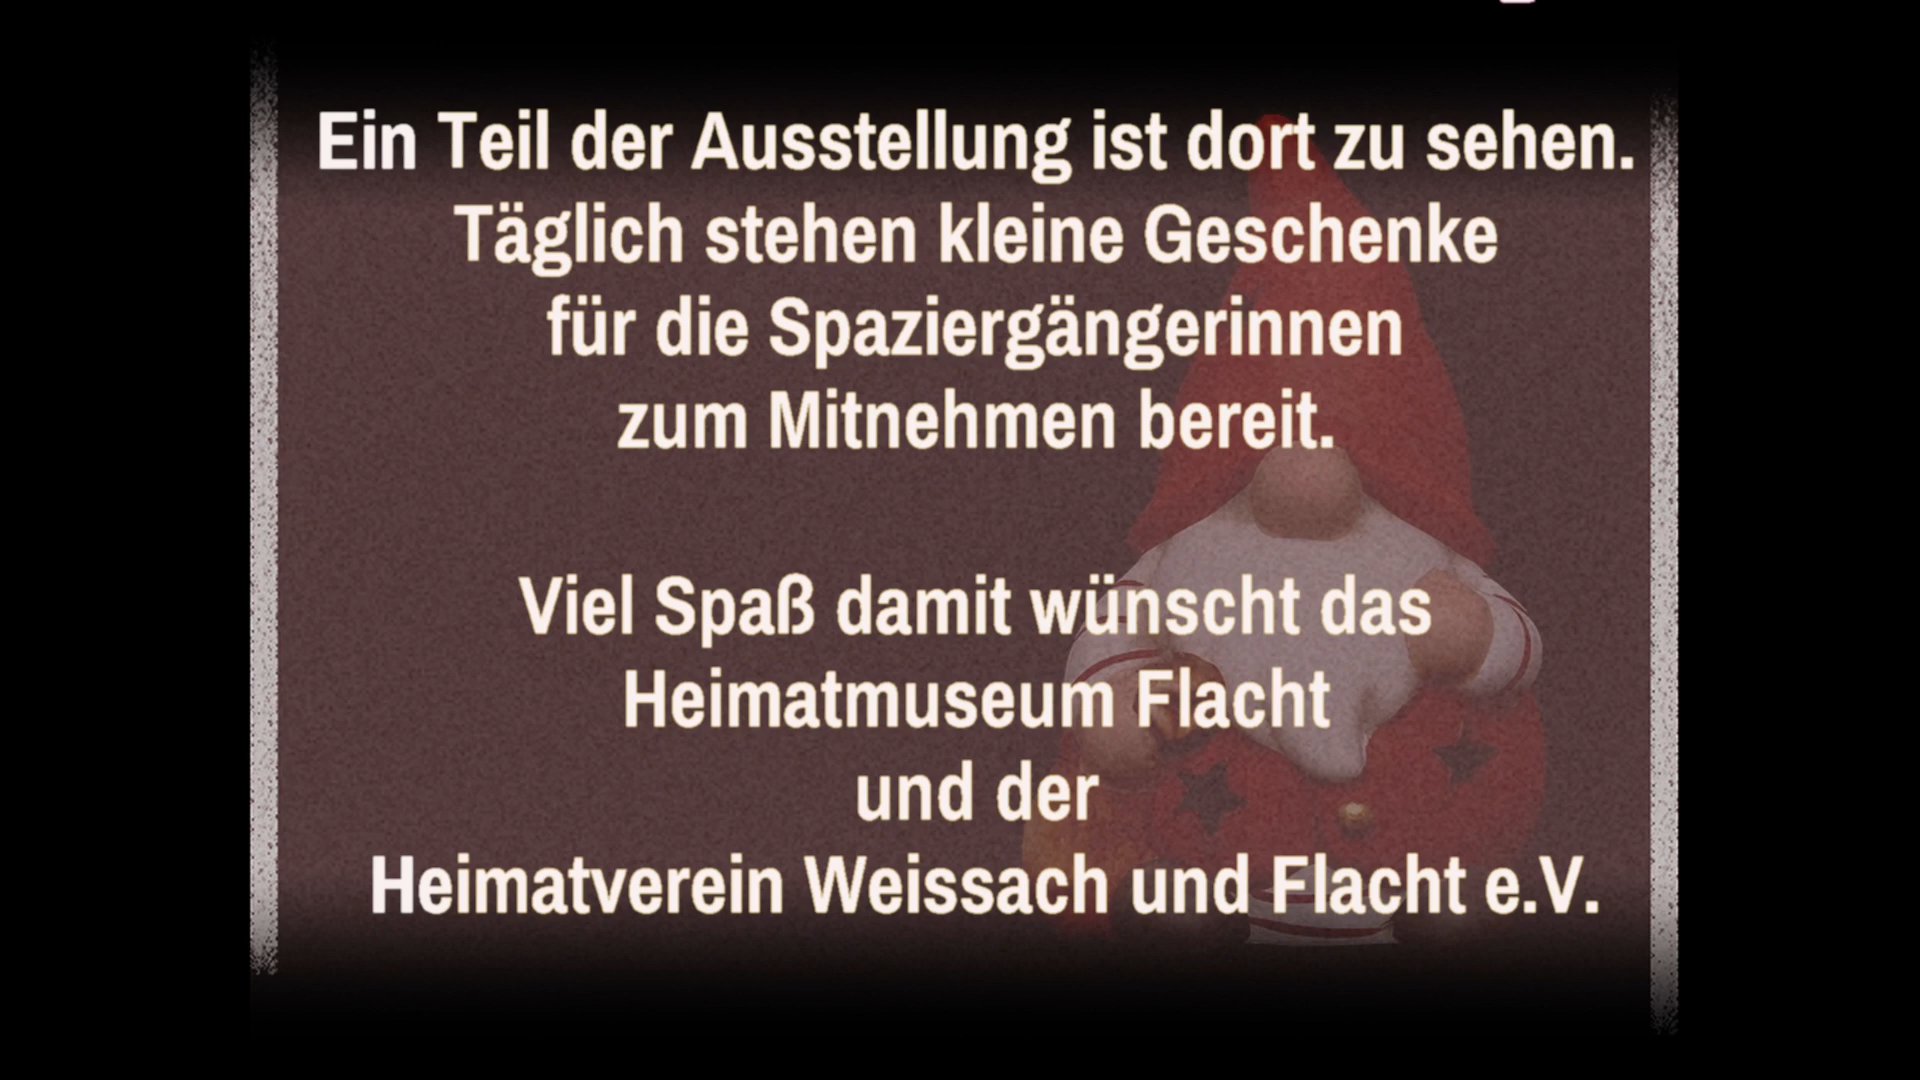 Ein Teil der Ausstellung ist dort zu sehen.
Täglich stehen kleine Geschenke
für die Spaziergängerinnen
zum Mitnehmen bereit.
Viel Spaß damit wünscht das
Heimatmuseum Flacht
und der
Heimatverein Weissach und Flacht e.V.